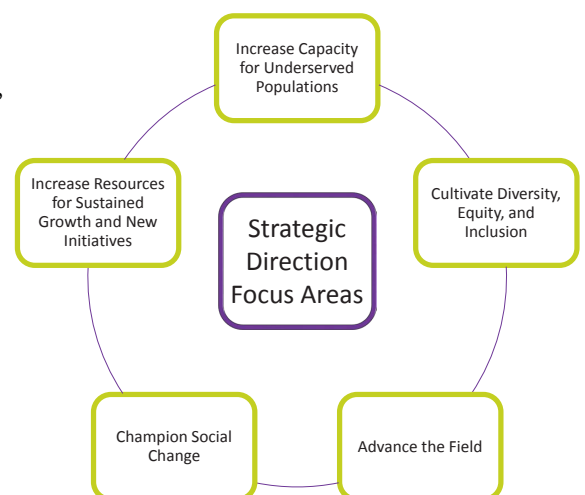 Increase Capacity
for Underserved
Populations
,
Increase Resources
for Sustained
Growth and New
Initiatives
Strategic
Direction
Focus Areas
Cultivate Diversity,
Equity, and
Inclusion
Champion Social
Change
Advance the Field